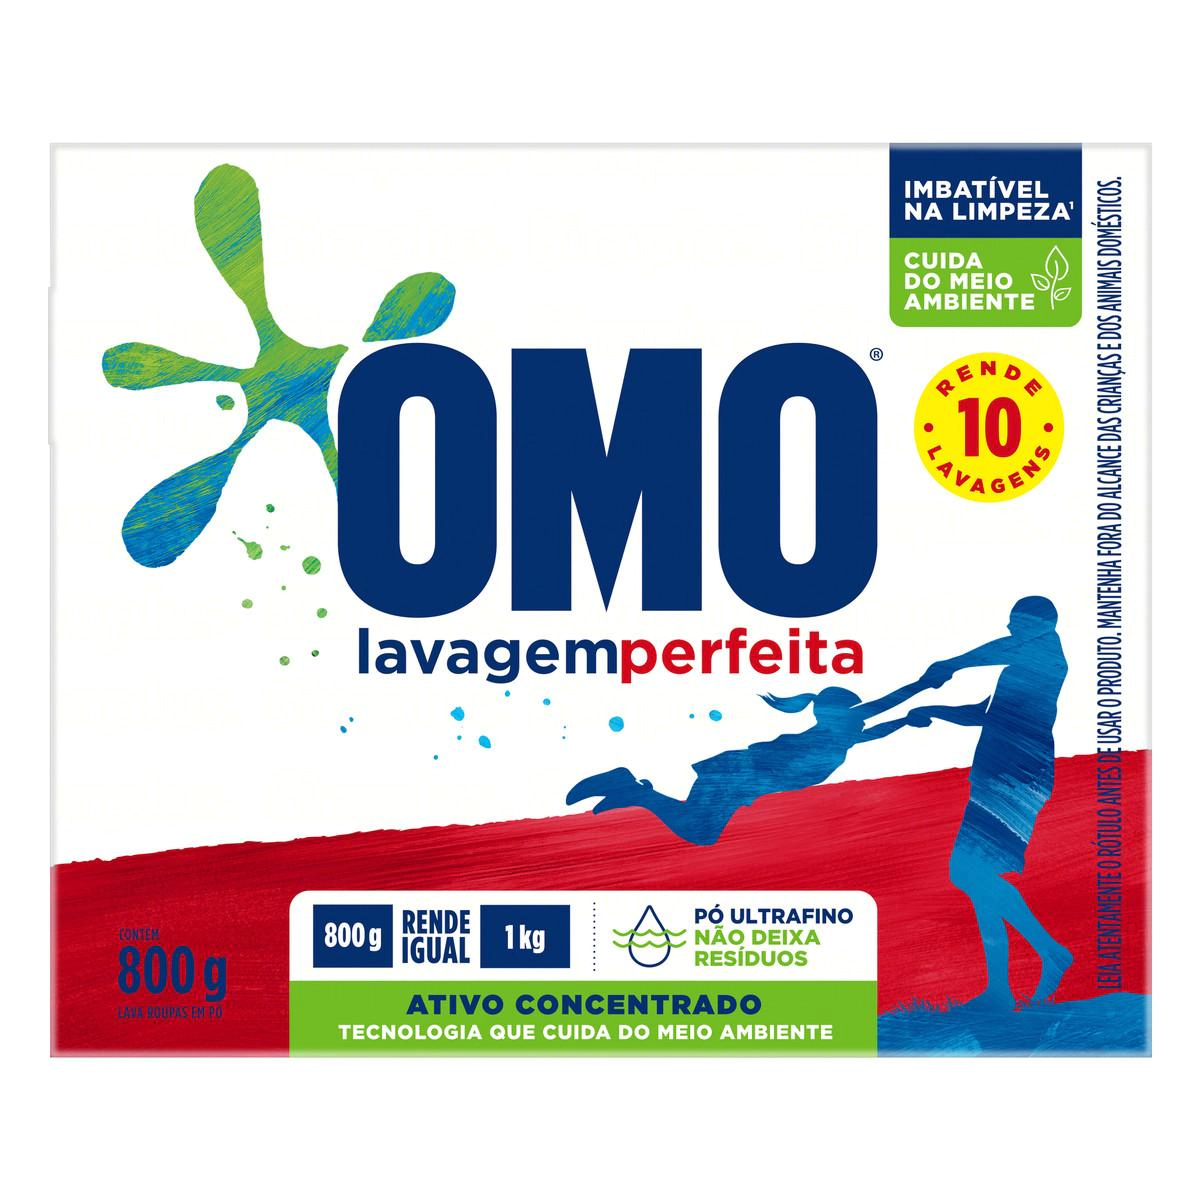 IMBATÍVEL
NA LIMPEZA¹
CUIDA
DO MEIO
AMBIENTE
RENDE
10
LAVAGENS
OMO®
lavagemperfeita
LEIA ATENTAMENTE O RÓTULO ANTES DE USAR O PRODUTO. MANTENHA FORA DO ALCANCE DAS CRIANÇAS E DOS ANIMAIS DOMÉSTICOS.
CONTÉM
800 g
LAVA ROUPAS EM PÓ
800 g
RENDE
IGUAL
1 kg
PÓ ULTRAFINO
NÃO DEIXA
RESÍDUOS
ATIVO CONCENTRADO
TECNOLOGIA QUE CUIDA DO MEIO AMBIENTE